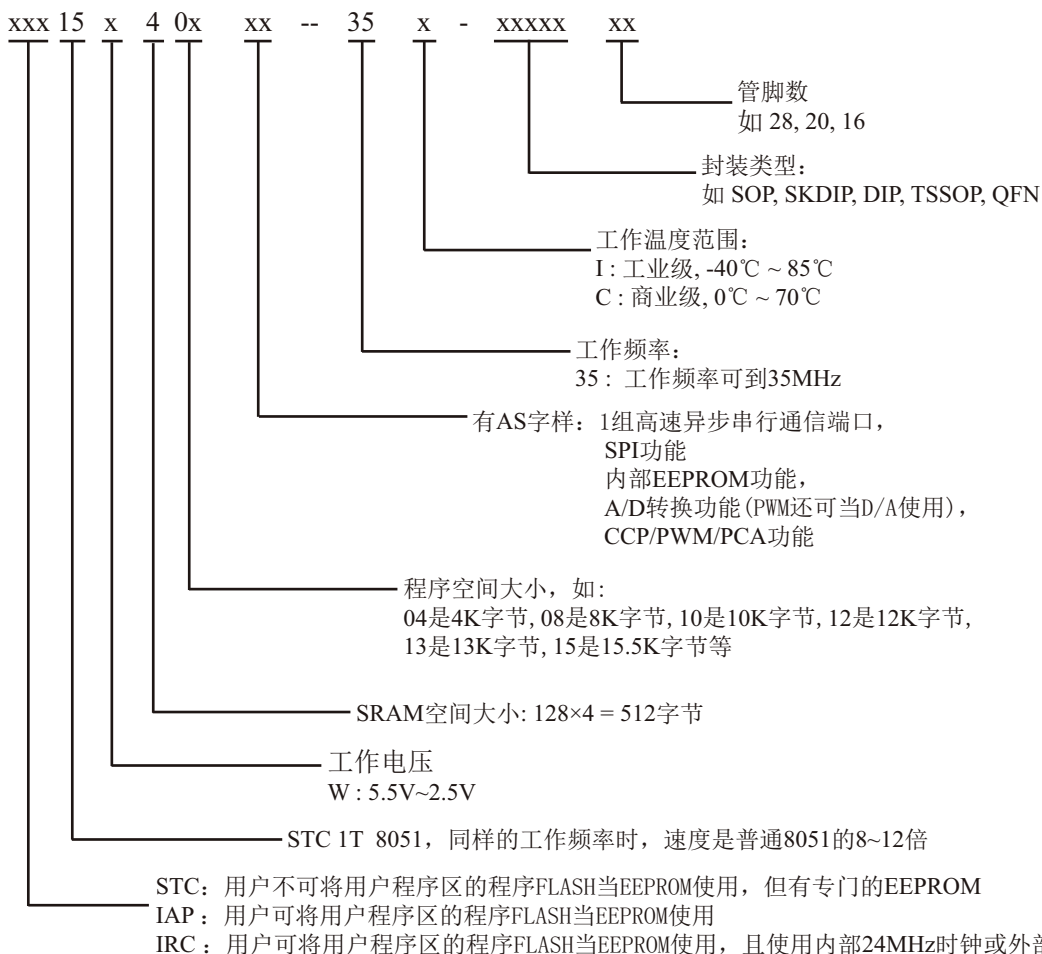 xxx 15 x 4 0x xx -- 35 x - xxxxx xx
管脚数
如 28, 20, 16
封装类型：
如 SOP, SKDIP, DIP, TSSOP, QFN
工作温度范围：
I : 工业级, -40℃ ~ 85℃
C : 商业级, 0℃ ~ 70℃
工作频率：
35 : 工作频率可到35MHz
有AS字样：1组高速异步串行通信端口，
SPI功能
内部EEPROM功能，
A/D转换功能(PWM还可当D/A使用)，
CCP/PWM/PCA功能
程序空间大小，如:
04是4K字节, 08是8K字节, 10是10K字节, 12是12K字节,
13是13K字节, 15是15.5K字节等
SRAM空间大小: 128×4 = 512字节
工作电压
W : 5.5V~2.5V
STC 1T 8051，同样的工作频率时，速度是普通8051的8~12倍
STC：用户不可将用户程序区的程序FLASH当EEPROM使用，但有专门的EEPROM
IAP：用户可将用户程序区的程序FLASH当EEPROM使用
IRC：用户可将用户程序区的程序FLASH当EEPROM使用，且使用内部24MHz时钟或外部